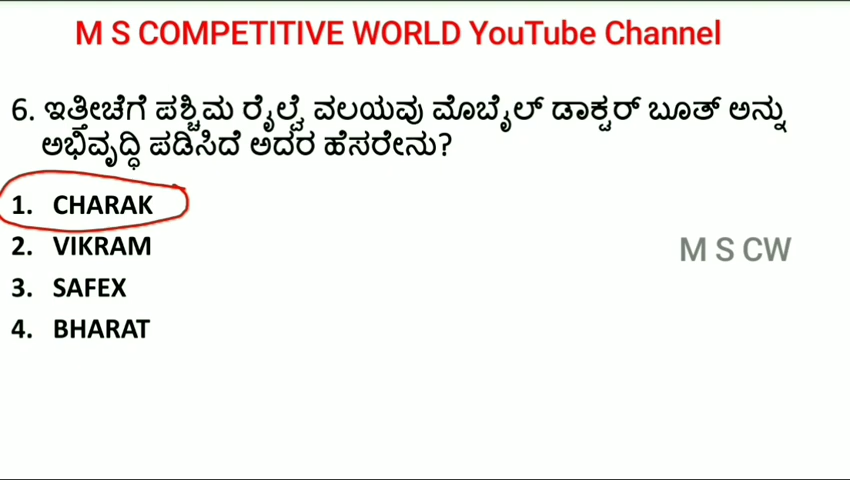 M S COMPETITIVE WORLD YouTube Channel
6. ಇತ್ತೀಚೆಗೆ ಪಶ್ಚಿಮ ರೈಲ್ವೆ ವಲಯವು ಮೊಬೈಲ್ ಡಾಕ್ಟರ್ ಬೂತ್ ಅನ್ನು
ಅಭಿವೃದ್ಧಿ ಪಡಿಸಿದೆ ಅದರ ಹೆಸರೇನು?
1. CHARAK
2. VIKRAM
M S CW
3. SAFEX
4. BHARAT